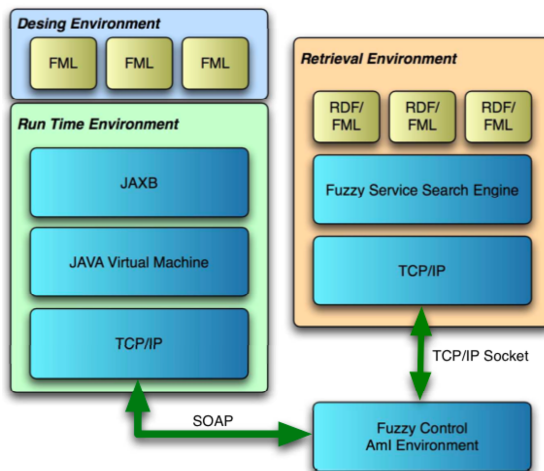 Desing Environment
FML
FML
FML
Run Time Environment
JAXB
JAVA Virtual Machine
TCP/IP
Retrieval Environment
RDF/
FML
RDF/
FML
RDF/
FML
Fuzzy Service Search Engine
TCP/IP
TCP/IP Socket
SOAP
Fuzzy Control
AmI Environment